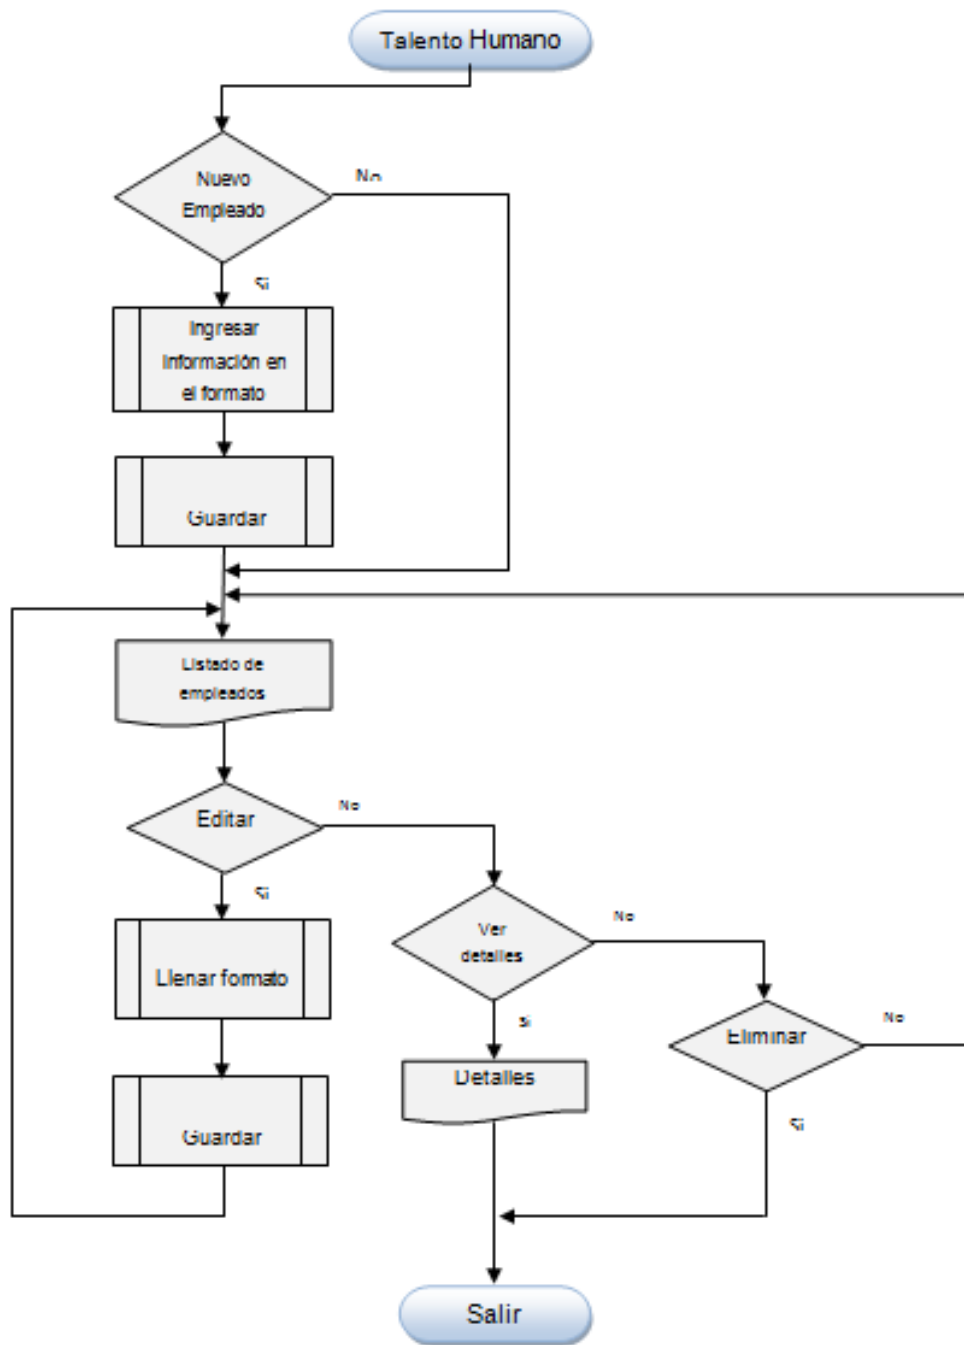 Talento Humano
Nuevo
Empleado
No
Si
Ingresar
información en
el formato
Guardar
Listado de
empleados
Editar
No
Si
Llenar formato
Guardar
Ver
detalles
No
si
Detalles
Eliminar
No
Si
Salir